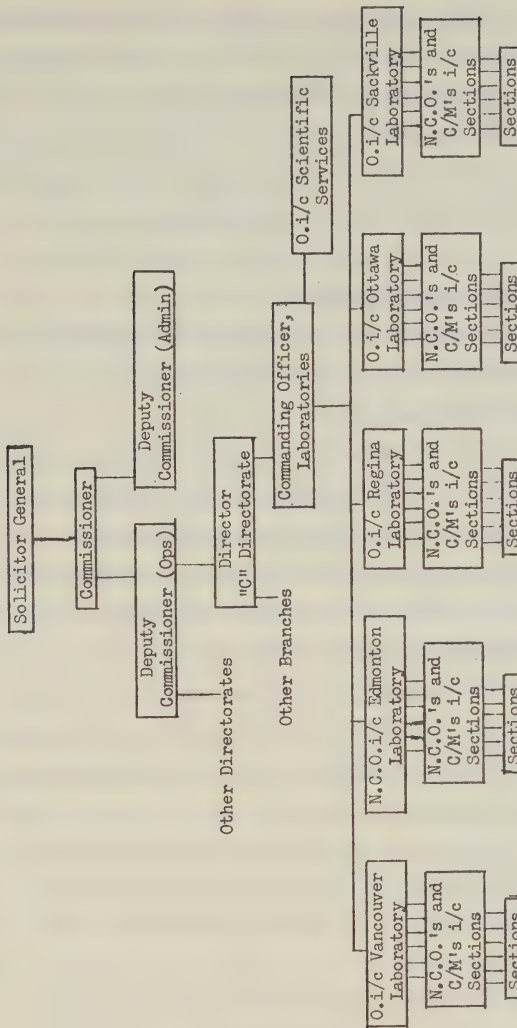 Solicitor General
Commissioner
Deputy
Commissioner (Ops)
Deputy
Commissioner (Admin)
Other Directorates
Director
"C" Directorate
Other Branches
Commanding Officer,
Laboratories
O.i/c Scientific
Services
O.i/c Vancouver
Laboratory
N.C.O.i/c Edmonton
Laboratory
O.i/c Regina
Laboratory
O.i/c Ottawa
Laboratory
O.i/c Sackville
Laboratory
N.C.O.'s and
C/M's i/c
Sections
N.C.O.'s and
C/M's i/c
Sections
N.C.O.'s and
C/M's i/c
Sections
N.C.O.'s and
C/M's i/c
Sections
N.C.O.'s and
C/M's i/c
Sections
Sections
Sections
Sections
Sections
Sections